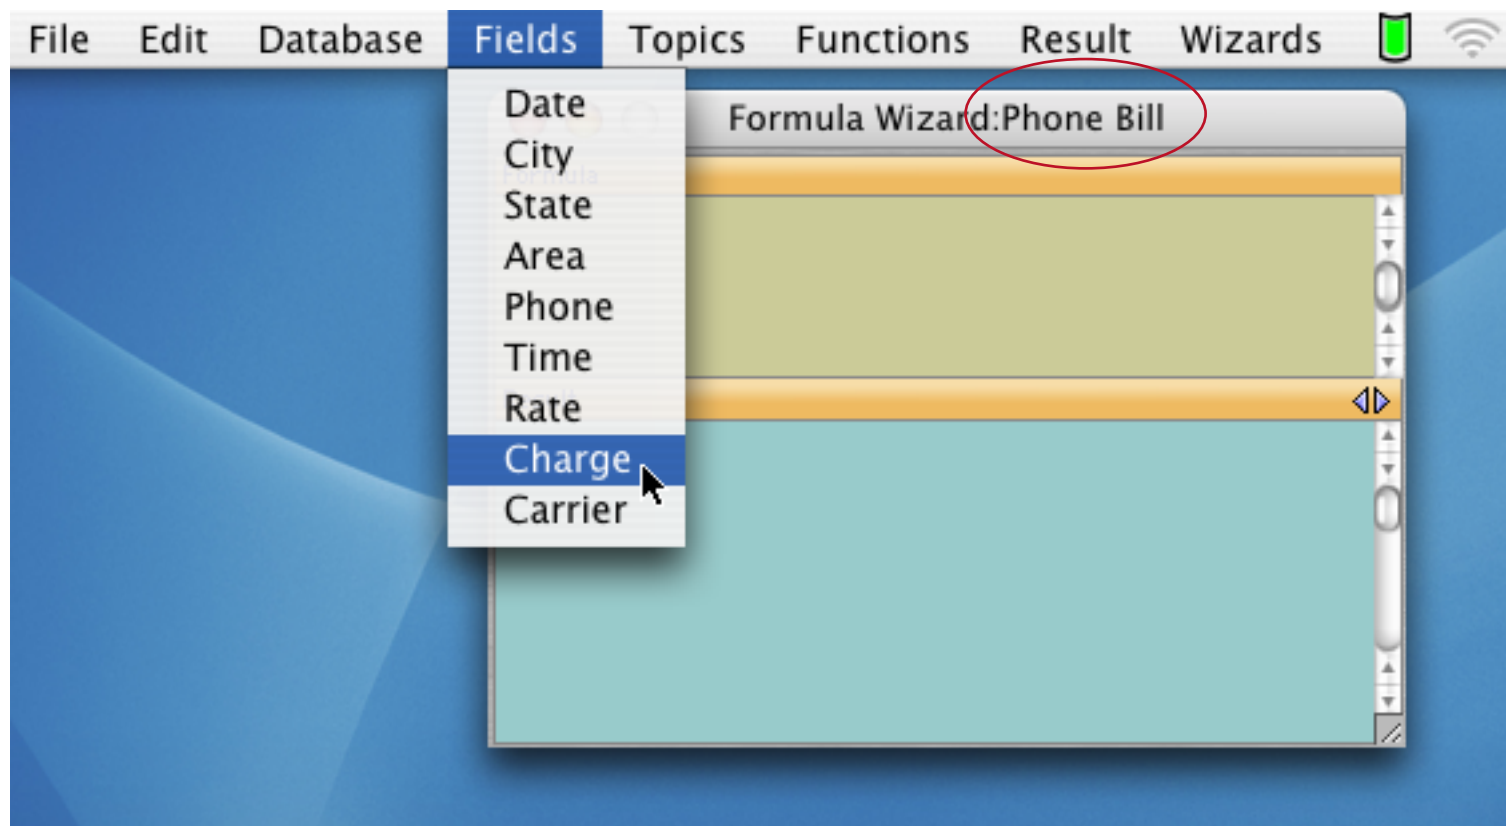 File Edit Database Fields Topics Functions Result Wizards
Formula Wizard:Phone Bill
Date
City
Formula
State
Area
Phone
Time
Rate
Charge
Carrier